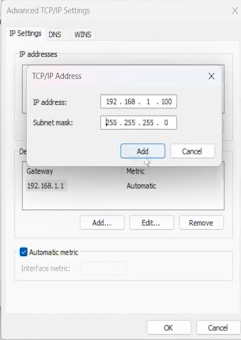 Advanced TCP/IP Settings
IP Settings DNS WINS
IP addresses
TCP/IP Address
IP address: 192 . 168 . 1 . 100
Subnet mask: 255 . 255 . 255 . 0
Add Cancel
De
Gateway Metric
192.168.1.1 Automatic
Add... Edit... Remove
Automatic metric
Interface metric:
OK Cancel